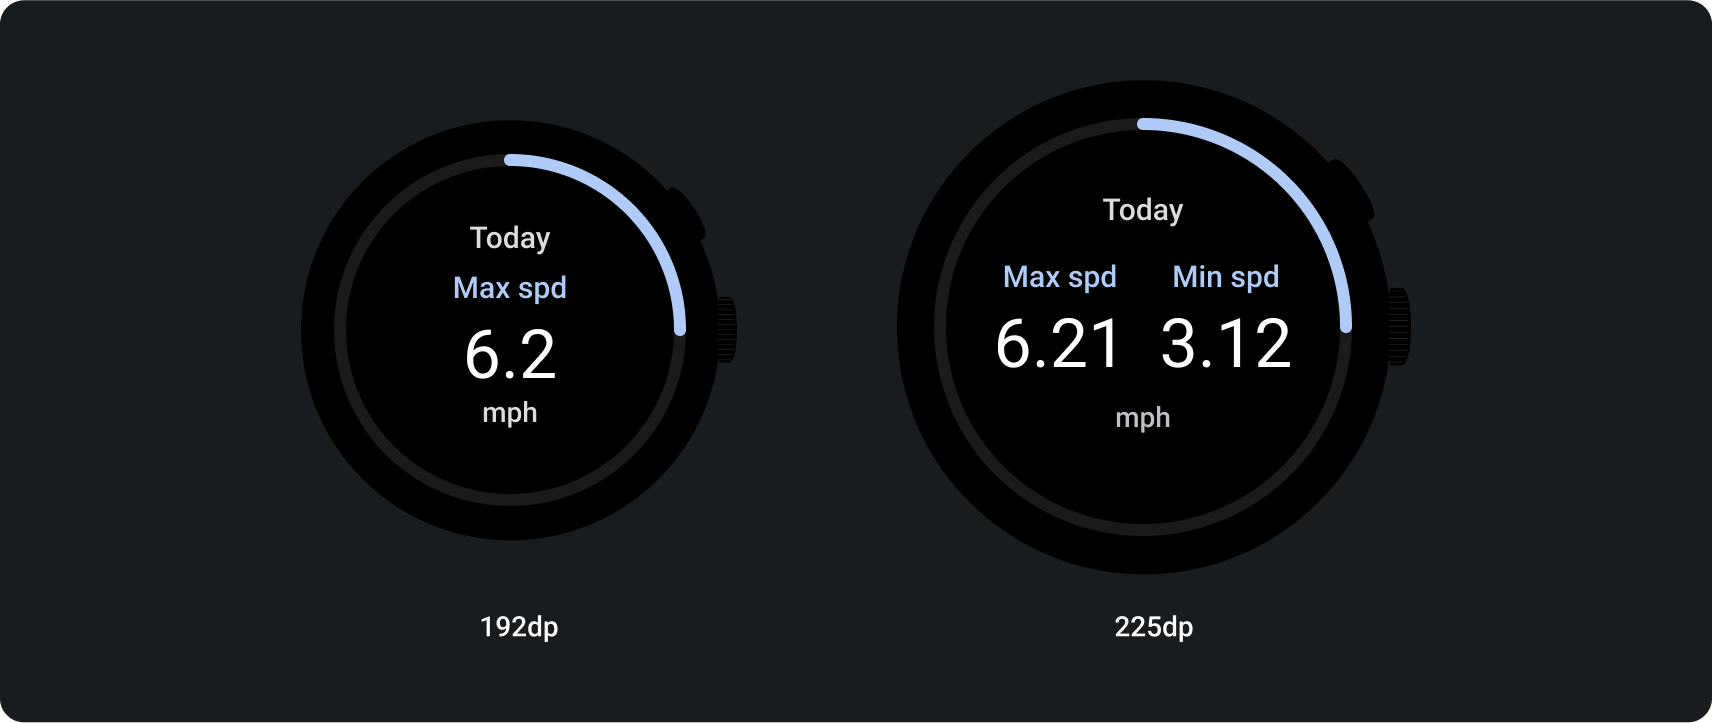 Today
Max spd
6.2
mph
192dp
Today
Max spd Min spd
6.21 3.12
mph
225dp